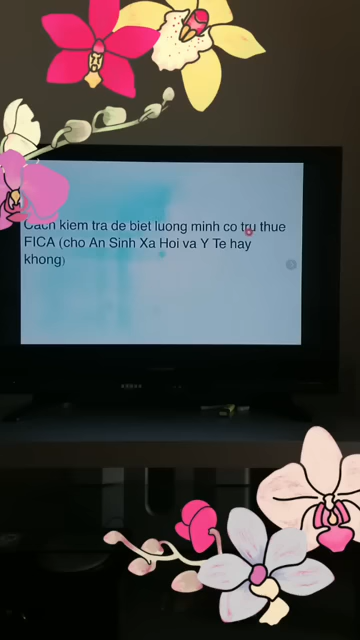 Cach kiem tra de biet luong minh co tru thue
FICA (cho An Sinh Xa Hoi va Y Te hay
khong)